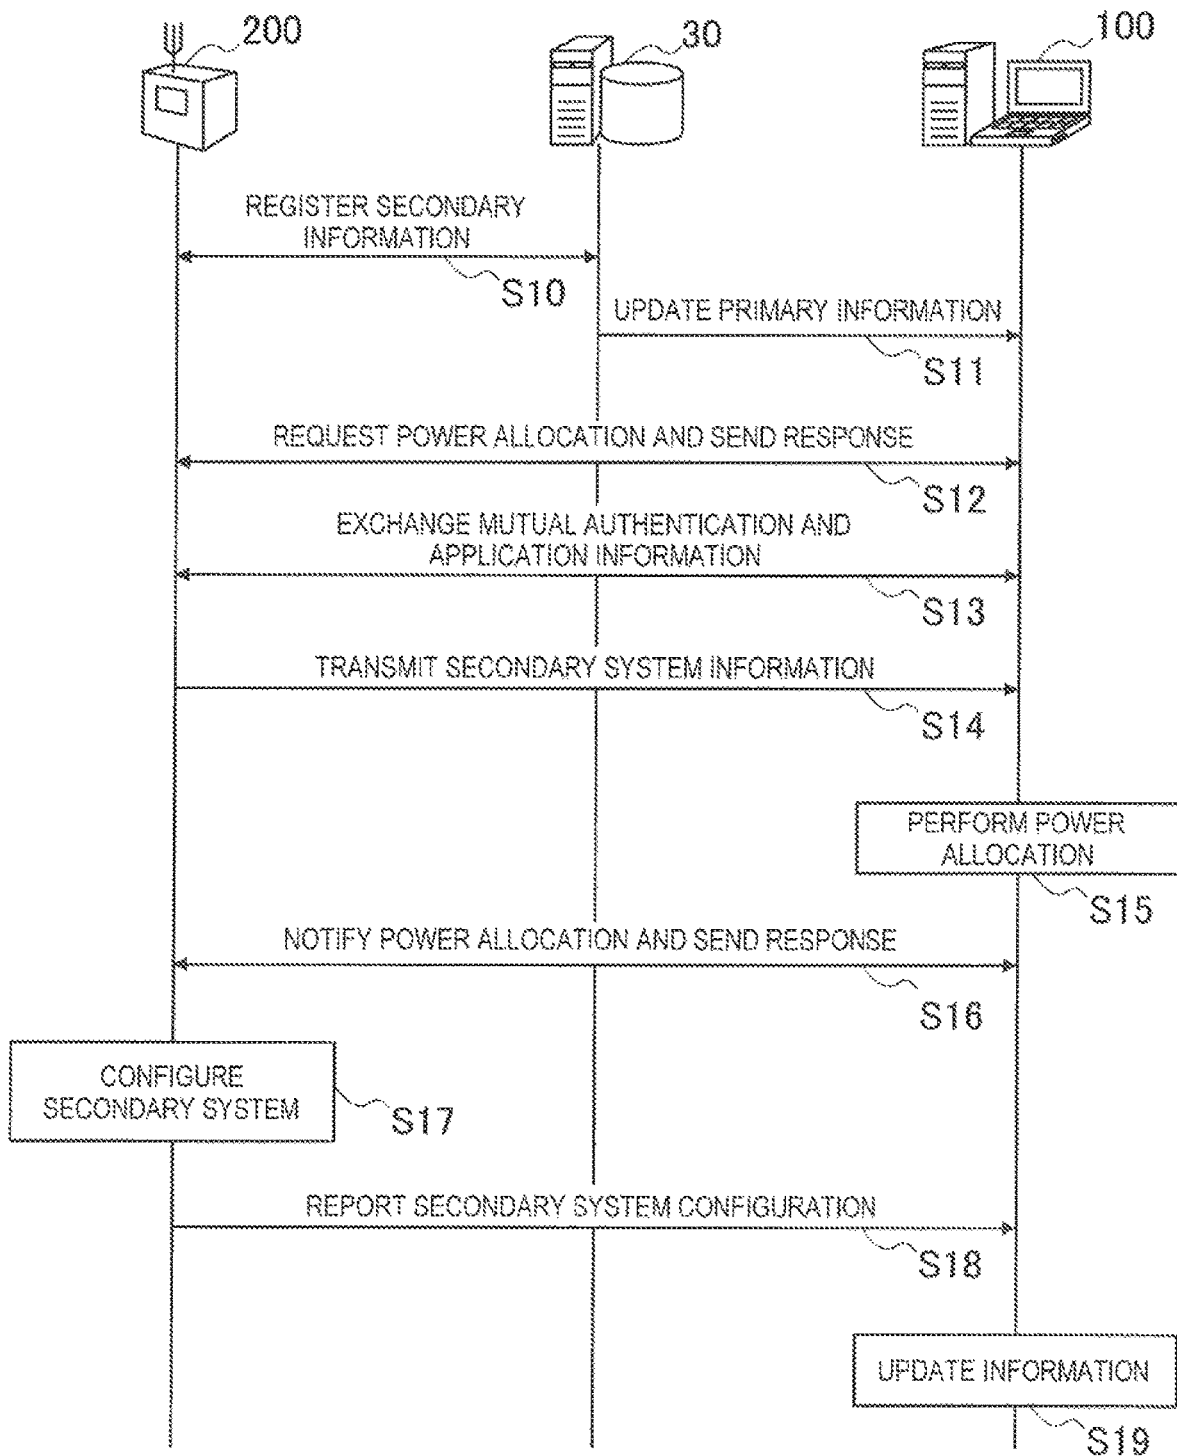 200
30
100
REGISTER SECONDARY
INFORMATION
S10
UPDATE PRIMARY INFORMATION
S11
REQUEST POWER ALLOCATION AND SEND RESPONSE
S12
EXCHANGE MUTUAL AUTHENTICATION AND
APPLICATION INFORMATION
S13
TRANSMIT SECONDARY SYSTEM INFORMATION
S14
PERFORM POWER
ALLOCATION
S15
NOTIFY POWER ALLOCATION AND SEND RESPONSE
S16
CONFIGURE
SECONDARY SYSTEM
S17
REPORT SECONDARY SYSTEM CONFIGURATION
S18
UPDATE INFORMATION
S19